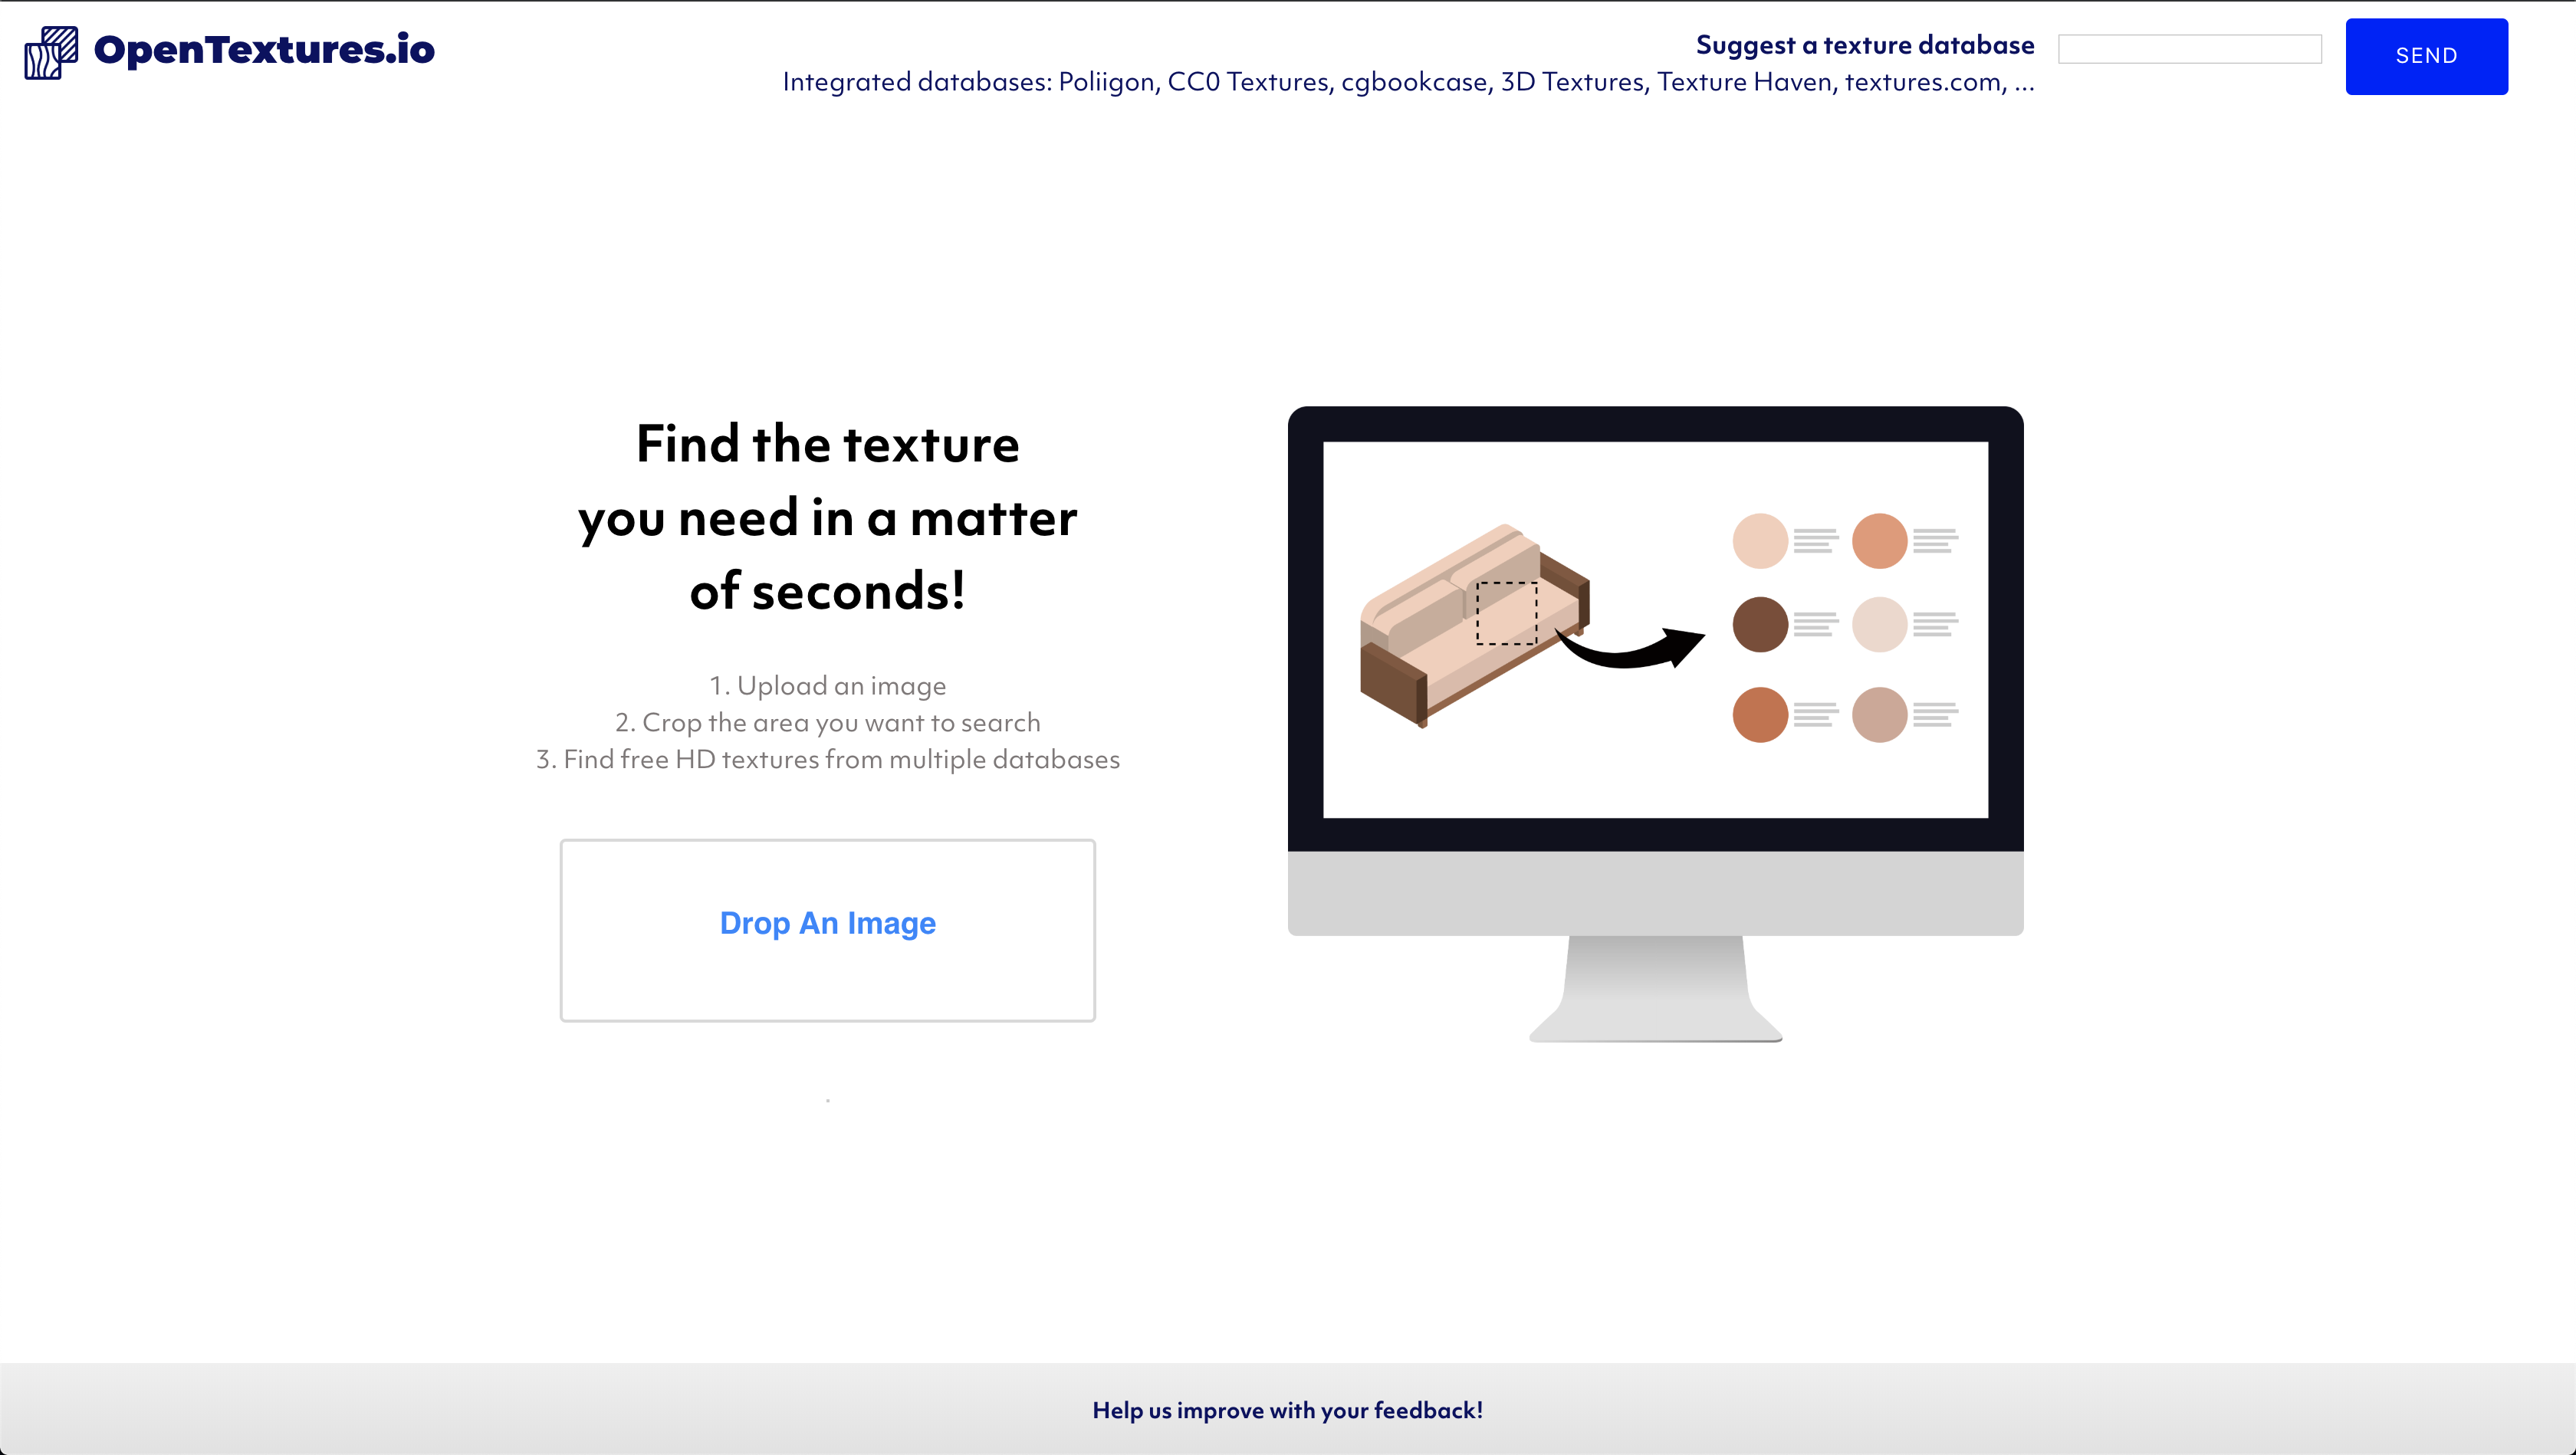 OpenTextures.io
Suggest a texture database
SEND
Integrated databases: Poliigon, CC0 Textures, cgbookcase, 3D Textures, Texture Haven, textures.com, ...
Find the texture
you need in a matter
of seconds!
1. Upload an image
2. Crop the area you want to search
3. Find free HD textures from multiple databases
Drop An Image
.
Help us improve with your feedback!